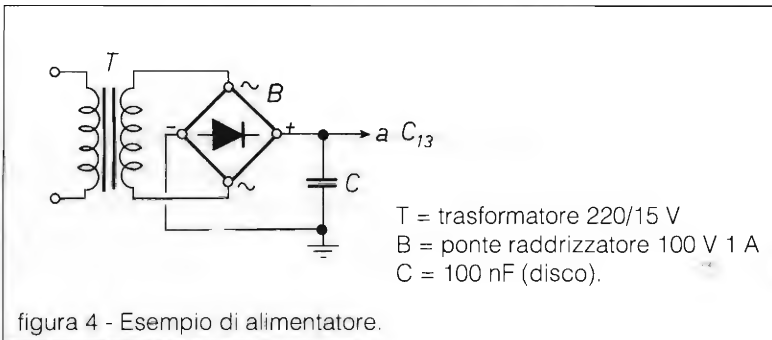 T
~ B
-
+
a C13
C
~
T = trasformatore 220/15 V
B = ponte raddrizzatore 100 V 1 A
C = 100 nF (disco).
figura 4 - Esempio di alimentatore.